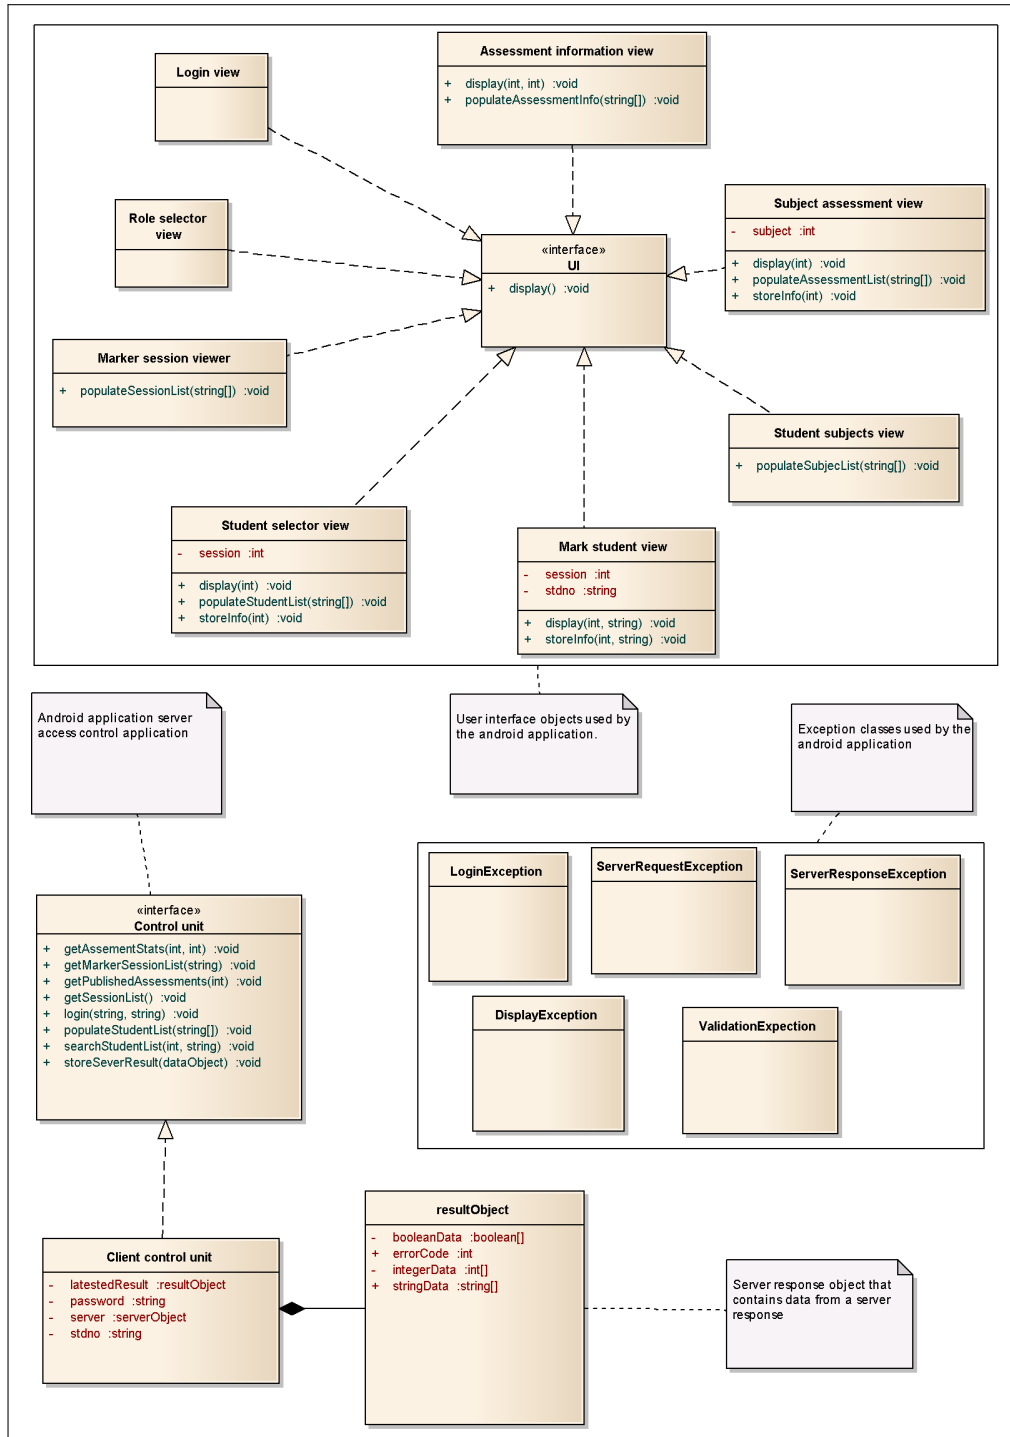 Login view
Assessment information view
+ display(int, int) :void
+ populateAssessmentInfo(string[]) :void
Role selector
view
Subject assessment view
- subject :int
+ display(int) :void
+ populateAssessmentList(string[]) :void
+ storeInfo(int) :void
«interface»
UI
+ display() :void
Marker session viewer
+ populateSessionList(string[]) :void
Student subjects view
+ populateSubjecList(string[]) :void
Student selector view
- session :int
+ display(int) :void
+ populateStudentList(string[]) :void
+ storeInfo(int) :void
Mark student view
- session :int
- stdno :string
+ display(int, string) :void
+ storeInfo(int, string) :void
Android application server
access control application
User interface objects used by
the android application.
Exception classes used by the
android application
LoginException
ServerRequestException
ServerResponseException
DisplayException
ValidationExpection
«interface»
Control unit
+ getAssementStats(int, int) :void
+ getMarkerSessionList(string) :void
+ getPublishedAssessments(int) :void
+ getSessionList() :void
+ login(string, string) :void
+ populateStudentList(string[]) :void
+ searchStudentList(int, string) :void
+ storeSeverResult(dataObject) :void
Client control unit
- latestedResult :resultObject
- password :string
- server :serverObject
- stdno :string
resultObject
- booleanData :boolean[]
+ errorCode :int
- integerData :int[]
+ stringData :string[]
Server response object that
contains data from a server
response